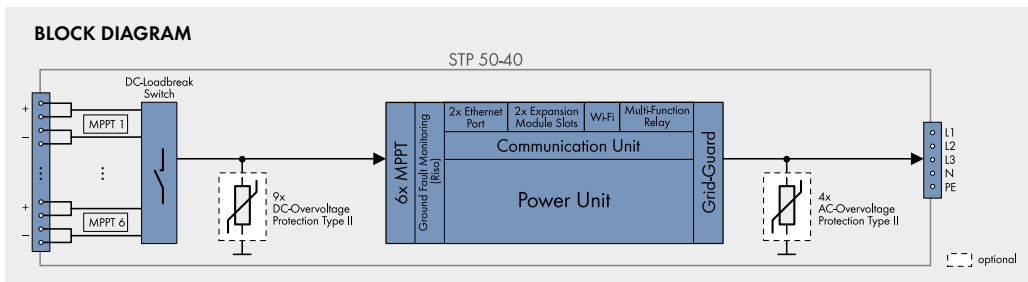 BLOCK DIAGRAM
STP 50-40
DC-Loadbreak
Switch
+
MPPT 1
–
⋮
⋮
+
MPPT 6
–
9x
DC-Overvoltage
Protection Type II
6x MPPT
Ground Fault Monitoring
(Riso)
2x Ethernet
Port
2x Expansion
Module Slots
Wi-Fi
Multi-Function
Relay
Communication Unit
Power Unit
Grid-Guard
4x
AC-Overvoltage
Protection Type II
L1
L2
L3
N
PE
optional